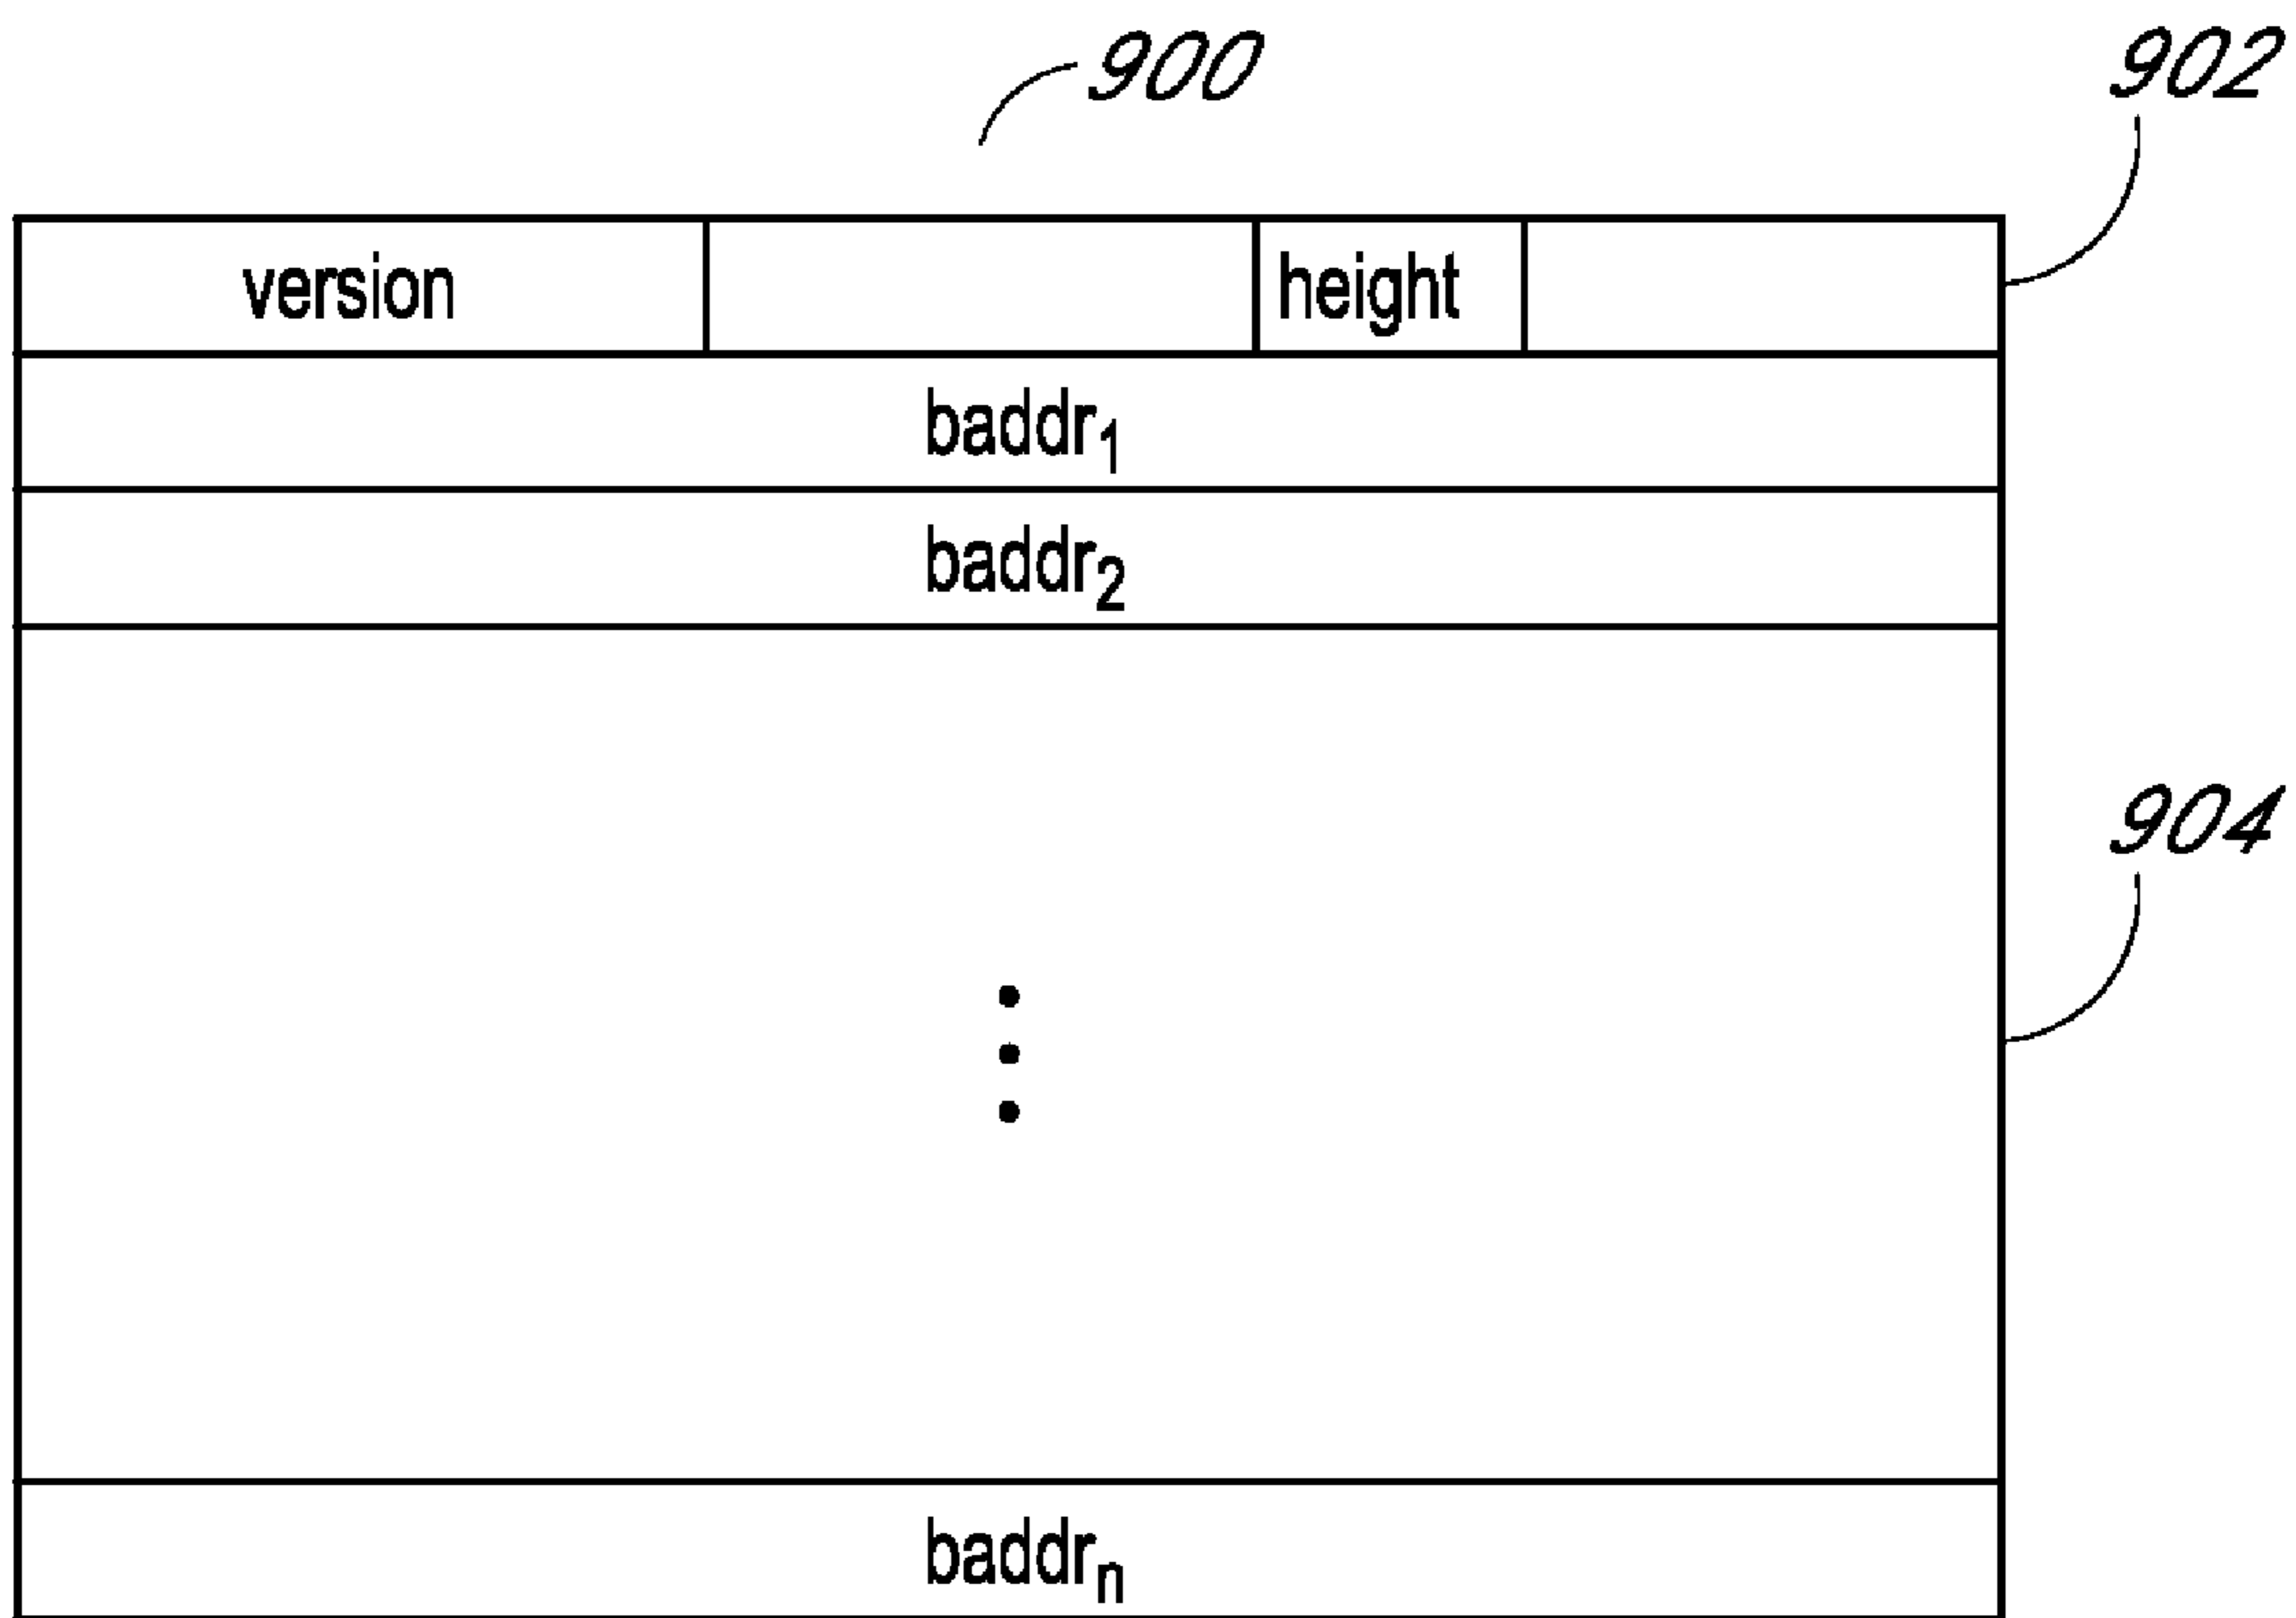 900
902
version height
baddr₁
baddr₂
904
baddrₙ